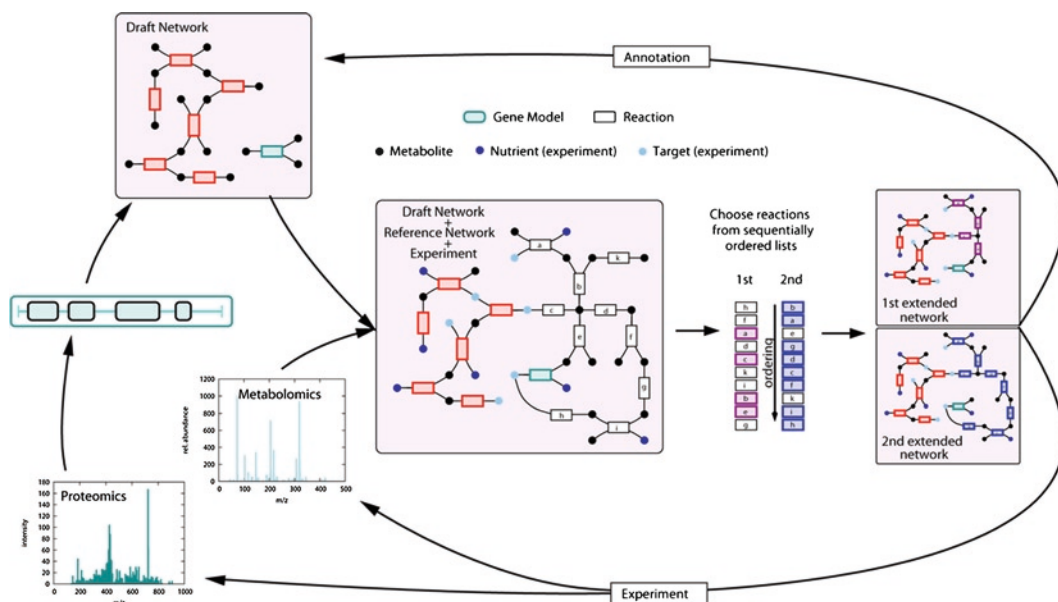 Draft Network
Annotation
Gene Model
Reaction
Metabolite
Nutrient (experiment)
Target (experiment)
Draft Network
+
Reference Network
+
Experiment
a
k
b
c
d
e
f
g
h
i
Choose reactions
from sequentially
ordered lists
1st
2nd
h
f
a
d
c
k
i
b
e
g
ordering
b
a
e
g
d
c
f
k
i
h
1st extended
network
2nd extended
network
Metabolomics
rel. abundance
1200
1000
800
600
400
200
0
0
100
200
300
400
500
m/z
Proteomics
intensity
180
160
140
120
100
80
60
40
20
0
0
200
400
600
800
1000
m/z
Experiment